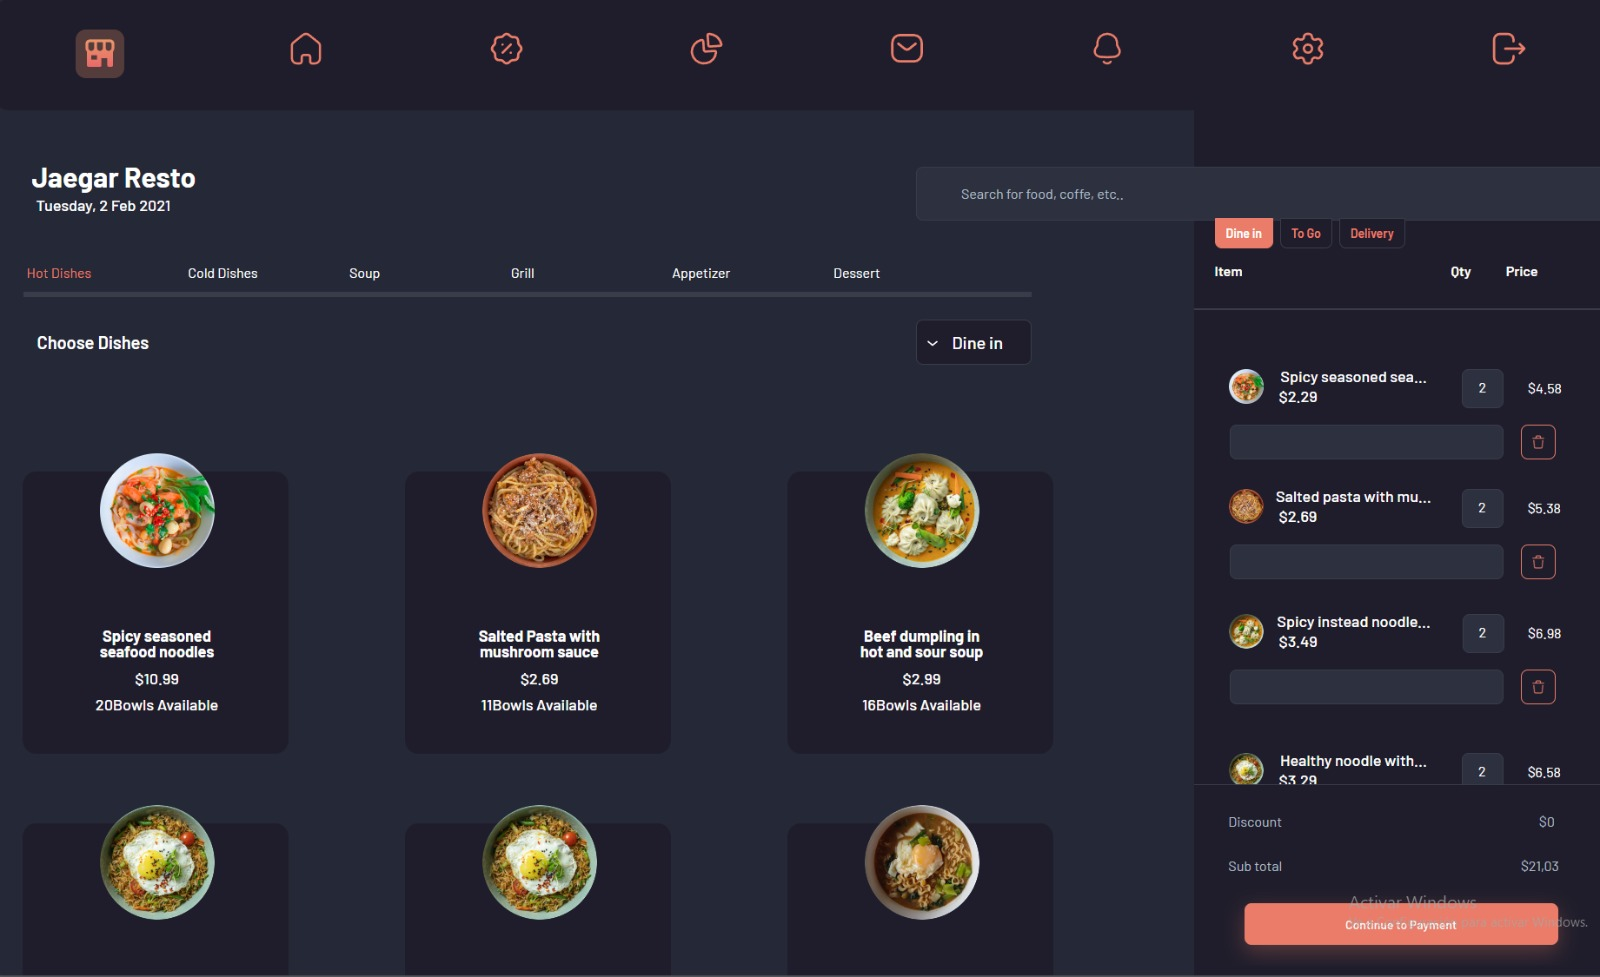 Jaegar Resto
Tuesday, 2 Feb 2021
Search for food, coffe, etc..
Hot Dishes
Cold Dishes
Soup
Grill
Appetizer
Dessert
Choose Dishes
Dine in
Spicy seasoned
seafood noodles
$10.99
20Bowls Available
Salted Pasta with
mushroom sauce
$2.69
11Bowls Available
Beef dumpling in
hot and sour soup
$2.99
16Bowls Available
Dine in
To Go
Delivery
Item
Qty
Price
Spicy seasoned sea...
$2.29
2
$4.58
Salted pasta with mu...
$2.69
2
$5.38
Spicy instead noodle...
$3.49
2
$6.98
Healthy noodle with...
$3.29
2
$6.58
Discount
$0
Sub total
$21,03
Activar Windows
para activar Windows.
Continue to Payment